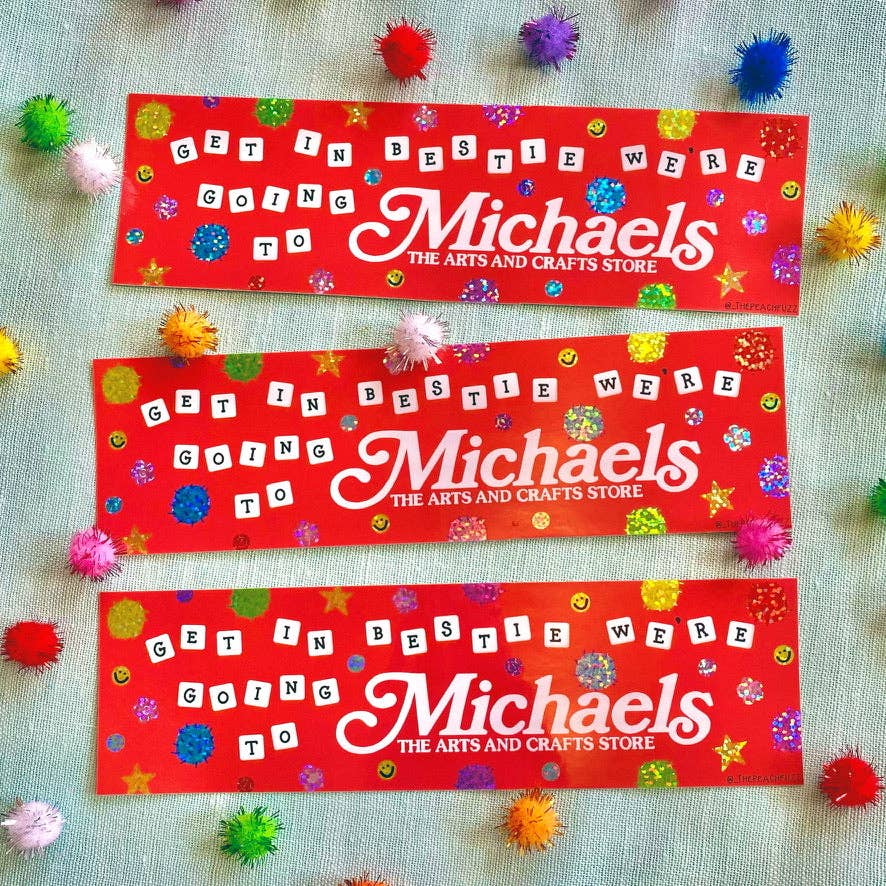 GET IN BESTIE WE'RE
GOING
TO
Michaels
THE ARTS AND CRAFTS STORE
@_THEPEACHFUZZ
GET IN BESTIE WE'RE
GOING
TO
Michaels
THE ARTS AND CRAFTS STORE
GET IN BESTIE WE'RE
GOING
TO
Michaels
THE ARTS AND CRAFTS STORE
@_THEPEACHFUZZ